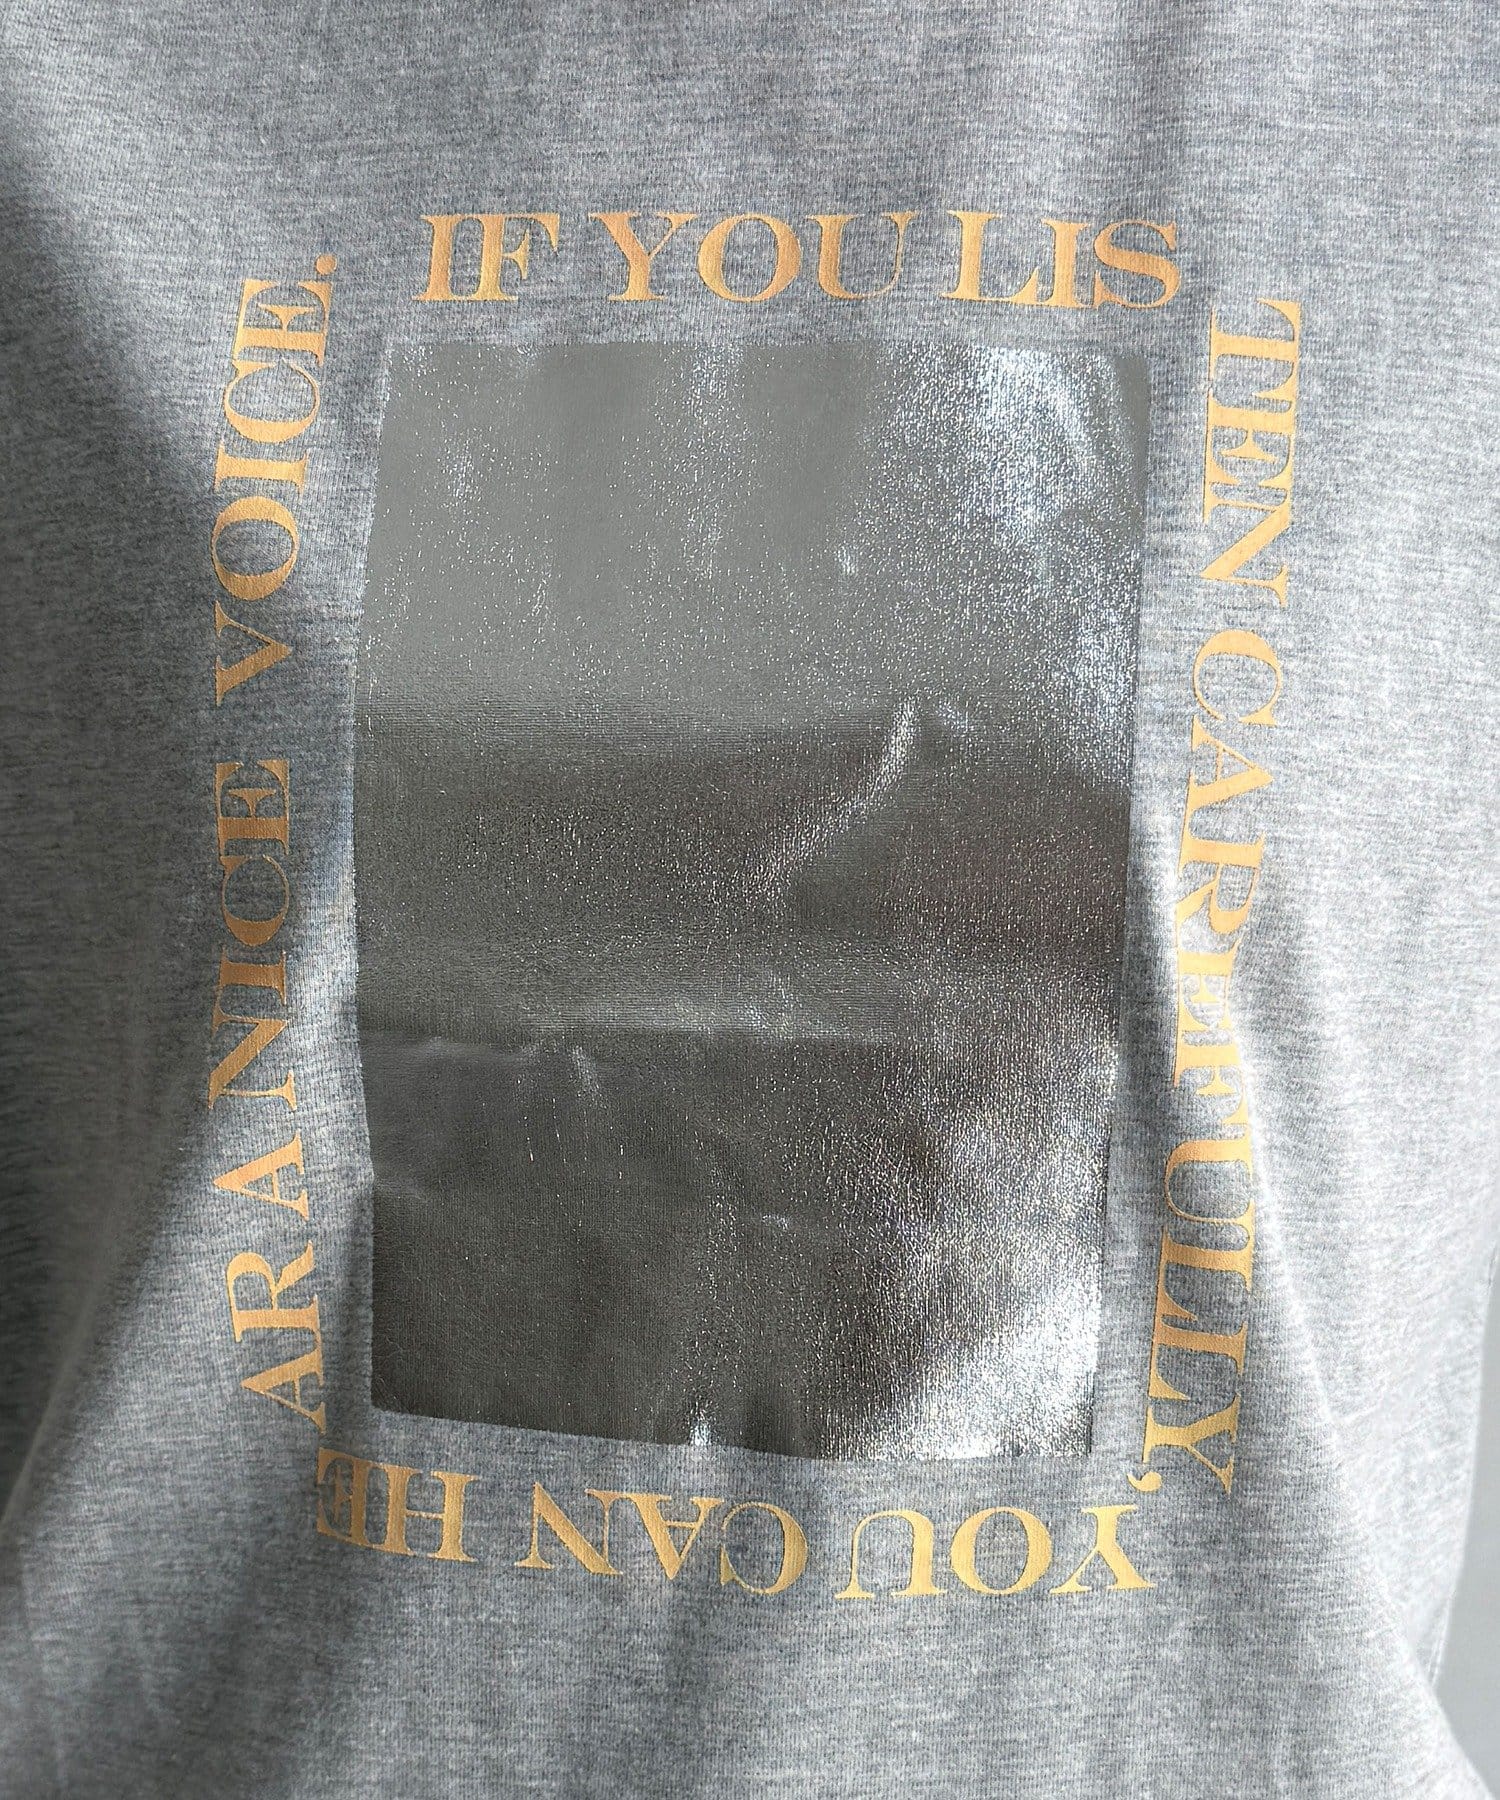 IF YOU LIS
TEN CAREFULLY,
YOU CAN HE
AR A NICE VOICE.